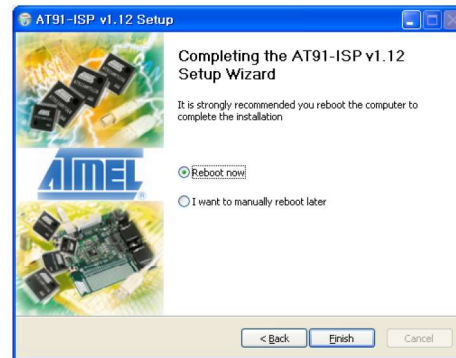 AT91-ISP v1.12 Setup
Completing the AT91-ISP v1.12
Setup Wizard
It is strongly recommended you reboot the computer to
complete the installation
ATMEL
Reboot now
I want to manually reboot later
< Back
Finish
Cancel